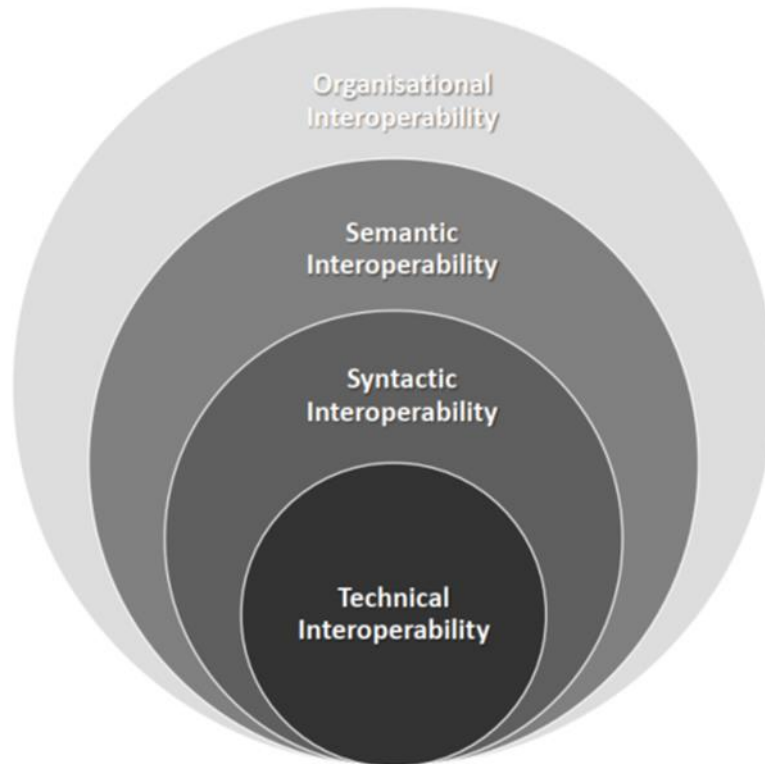 Organisational
Interoperability
Semantic
Interoperability
Syntactic
Interoperability
Technical
Interoperability